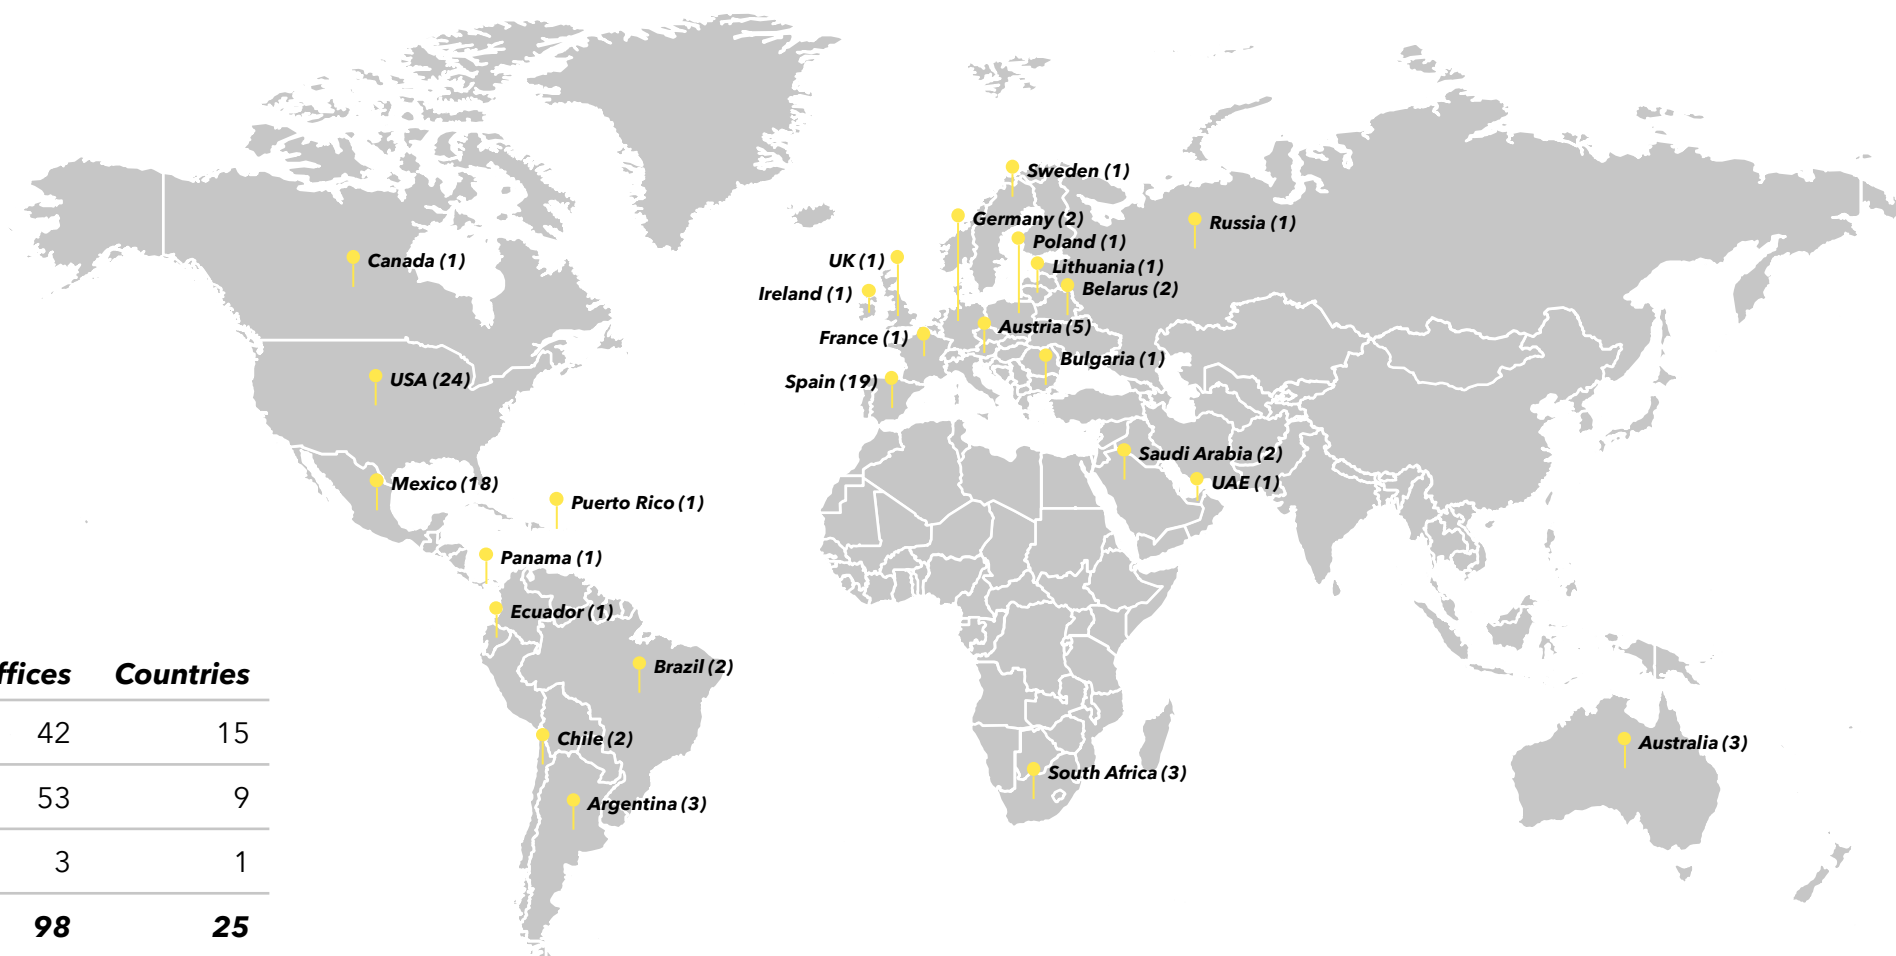 Sweden (1)
Germany (2)
Russia (1)
Poland (1)
UK (1)
Canada (1)
Lithuania (1)
Belarus (2)
Ireland (1)
Austria (5)
France (1)
Bulgaria (1)
USA (24)
Spain (19)
Saudi Arabia (2)
Mexico (18)
UAE (1)
Puerto Rico (1)
Panama (1)
Ecuador (1)
Brazil (2)
Chile (2)
Australia (3)
South Africa (3)
Argentina (3)
ffices Countries
42 15
53 9
3 1
98 25